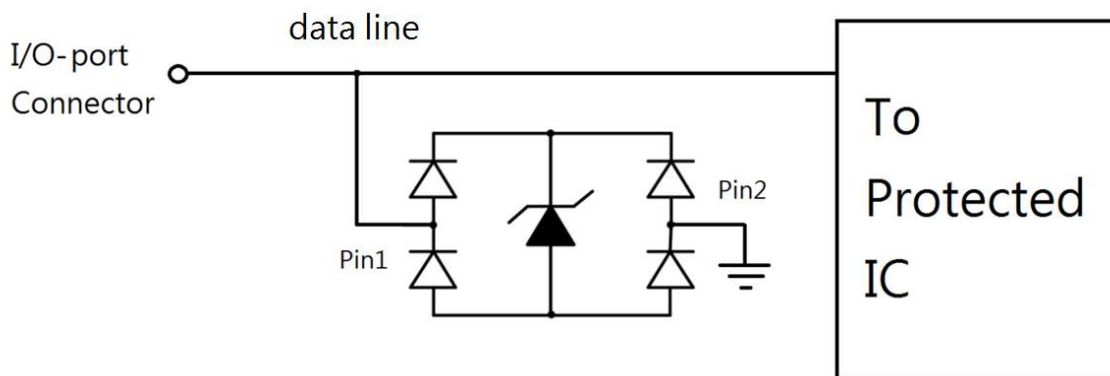 data line
I/O-port
Connector
Pin1
Pin2
To
Protected
IC